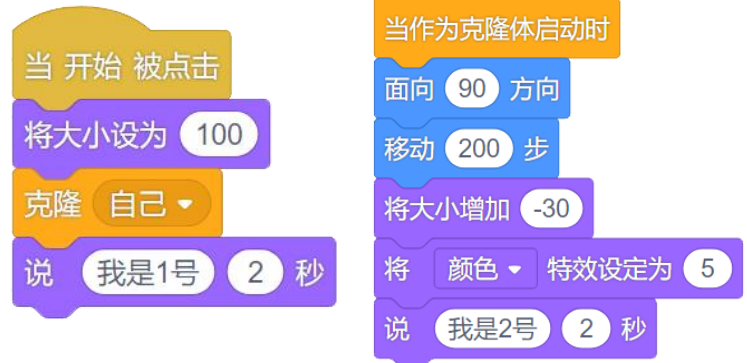 当 开始 被点击
将大小设为 100
克隆 自己
说 我是1号 2 秒
当作为克隆体启动时
面向 90 方向
移动 200 步
将大小增加 -30
将 颜色 特效设定为 5
说 我是2号 2 秒